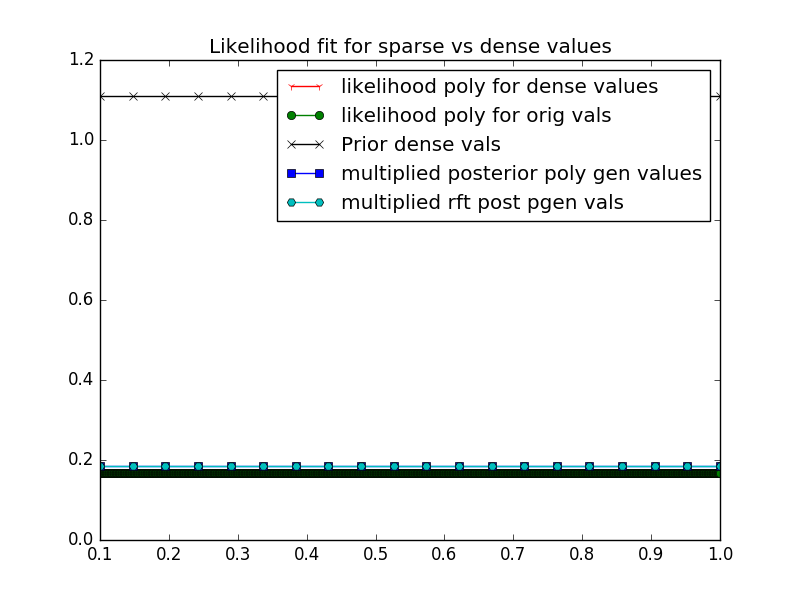 Likelihood fit for sparse vs dense values
1.2
likelihood poly for dense values
likelihood poly for orig vals
Prior dense vals
multiplied posterior poly gen values
multiplied rft post pgen vals
1.0
0.8
0.6
0.4
0.2
0.0
0.1 0.2 0.3 0.4 0.5 0.6 0.7 0.8 0.9 1.0